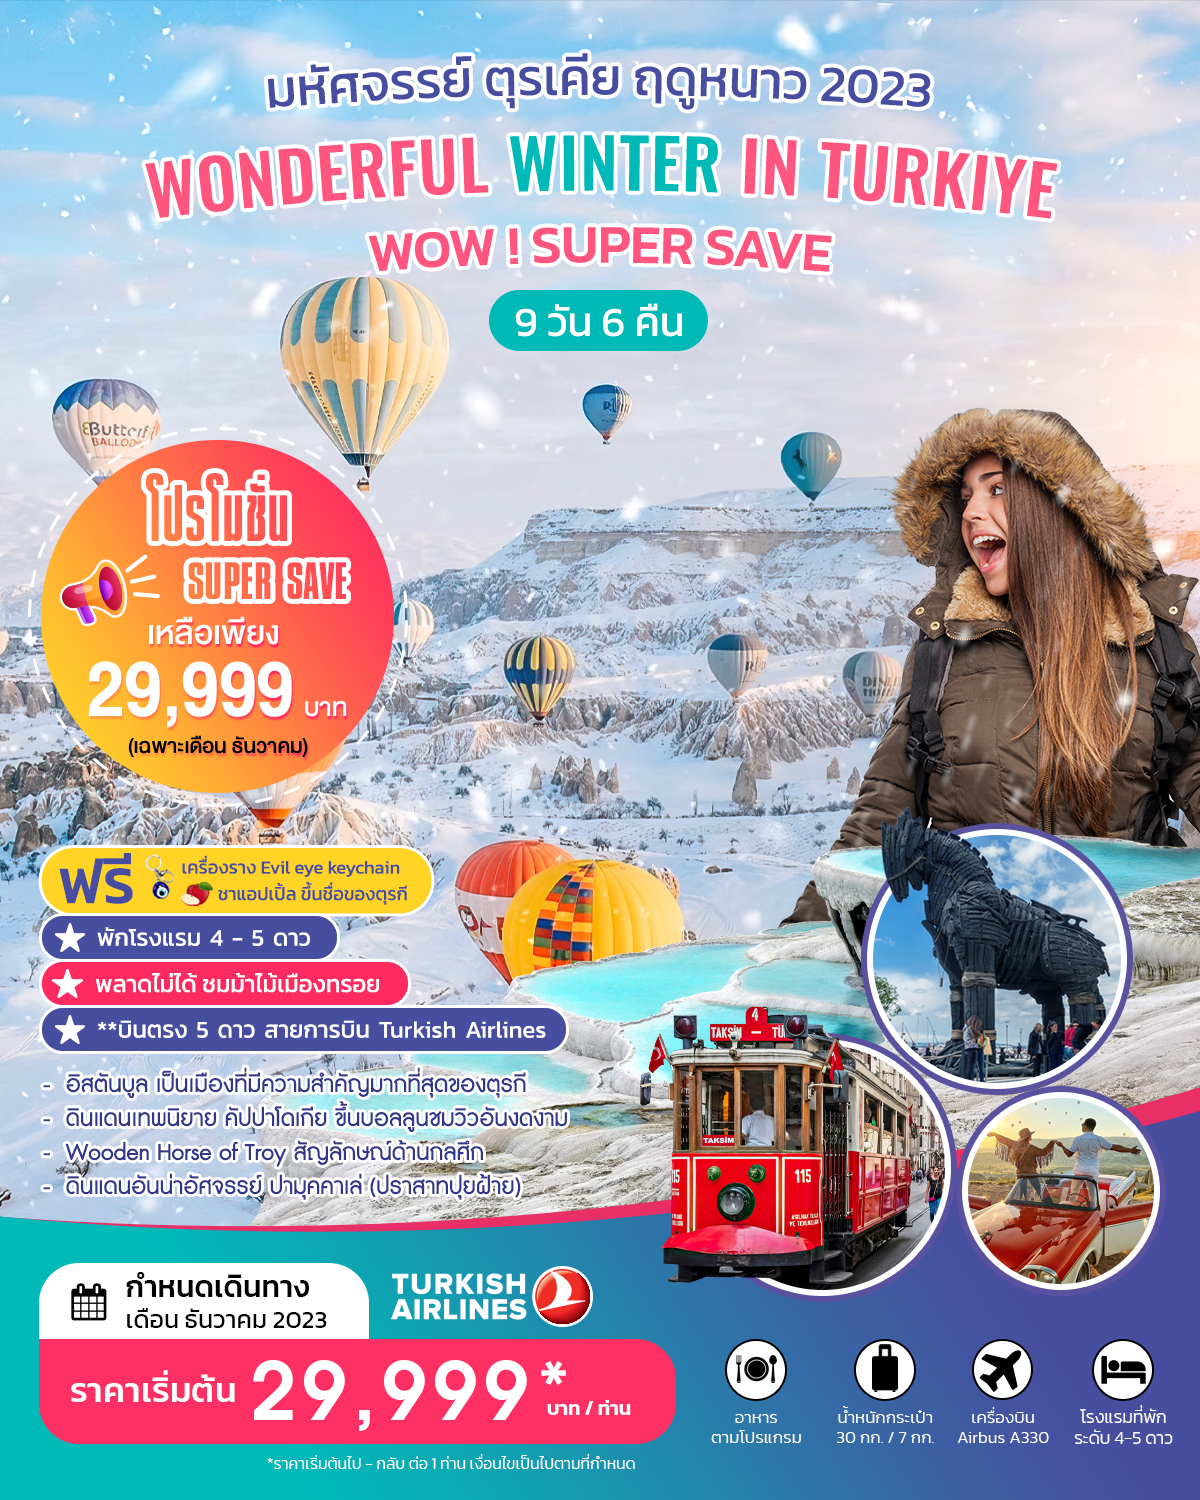 มหัศจรรย์ ตุรเคีย ฤดูหนาว 2023
WONDERFUL WINTER IN TURKIYE
WOW ! SUPER SAVE
9 วัน 6 คืน
Butterf
BALLOO
โปรโมชั่น
SUPER SAVE
เหลือเพียง
29,999 บาท
(เฉพาะเดือน ธันวาคม)
ฟรี
เครื่องราง Evil eye keychain
ชาแอปเปิ้ล ขึ้นชื่อของตุรกี
พักโรงแรม 4 - 5 ดาว
พลาดไม่ได้ ชมม้าไม้เมืองทรอย
**บินตรง 5 ดาว สายการบิน Turkish Airlines
- อิสตันบูล เป็นเมืองที่มีความสำคัญมากที่สุดของตุรกี
- ดินแดนเทพนิยาย คัปปาโดเกีย ขึ้นบอลลูนชมวิวอันงดงาม
- Wooden Horse of Troy สัญลักษณ์ด้านกลศึก
- ดินแดนอันน่าอัศจรรย์ ปามุคคาเล่ (ปราสาทปุยฝ้าย)
4
TAKSİM - TÜ
TAKSİM
115
115
กำหนดเดินทาง
เดือน ธันวาคม 2023
TURKISH
AIRLINES
ราคาเริ่มต้น 29,999*
บาท / ท่าน
*ราคาเริ่มต้นไป - กลับ ต่อ 1 ท่าน เงื่อนไขเป็นไปตามที่กำหนด
อาหาร
ตามโปรแกรม
น้ำหนักกระเป๋า
30 กก. / 7 กก.
เครื่องบิน
Airbus A330
โรงแรมที่พัก
ระดับ 4-5 ดาว